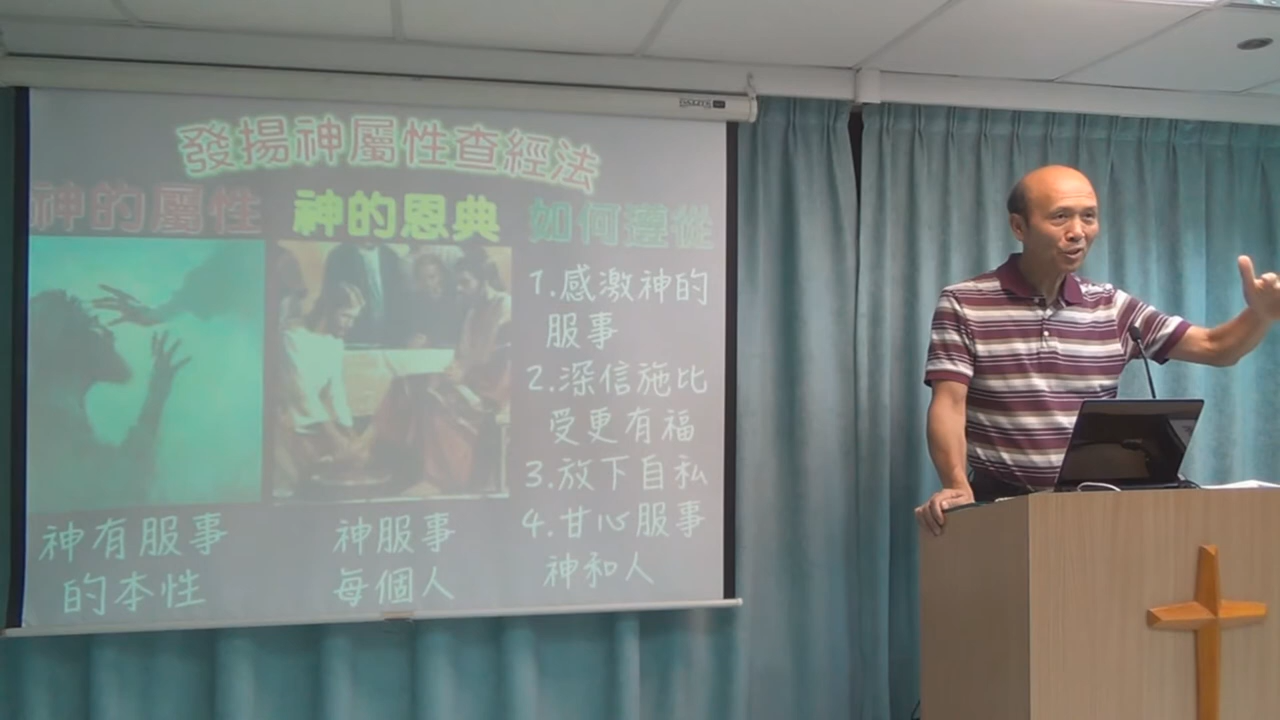 發揚神屬性查經法
神的屬性
神的恩典
如何遵從
神有服事
的本性
神服事
每個人
1.感激神的
服事
2.深信施比
受更有福
3.放下自私
4.甘心服事
神和人